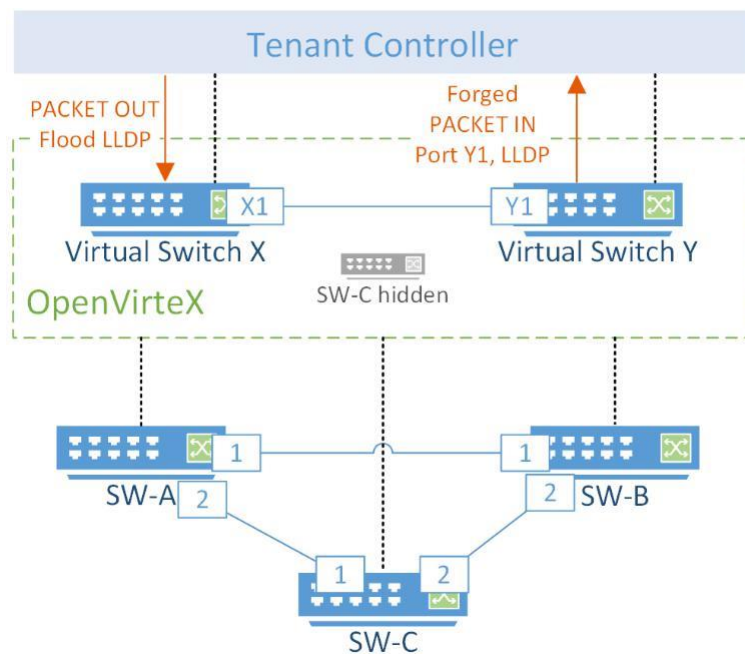 Tenant Controller
PACKET OUT
Flood LLDP
Forged
PACKET IN
Port Y1, LLDP
X1
Y1
Virtual Switch X
Virtual Switch Y
SW-C hidden
OpenVirteX
1
1
SW-A
SW-B
2
2
1
2
SW-C